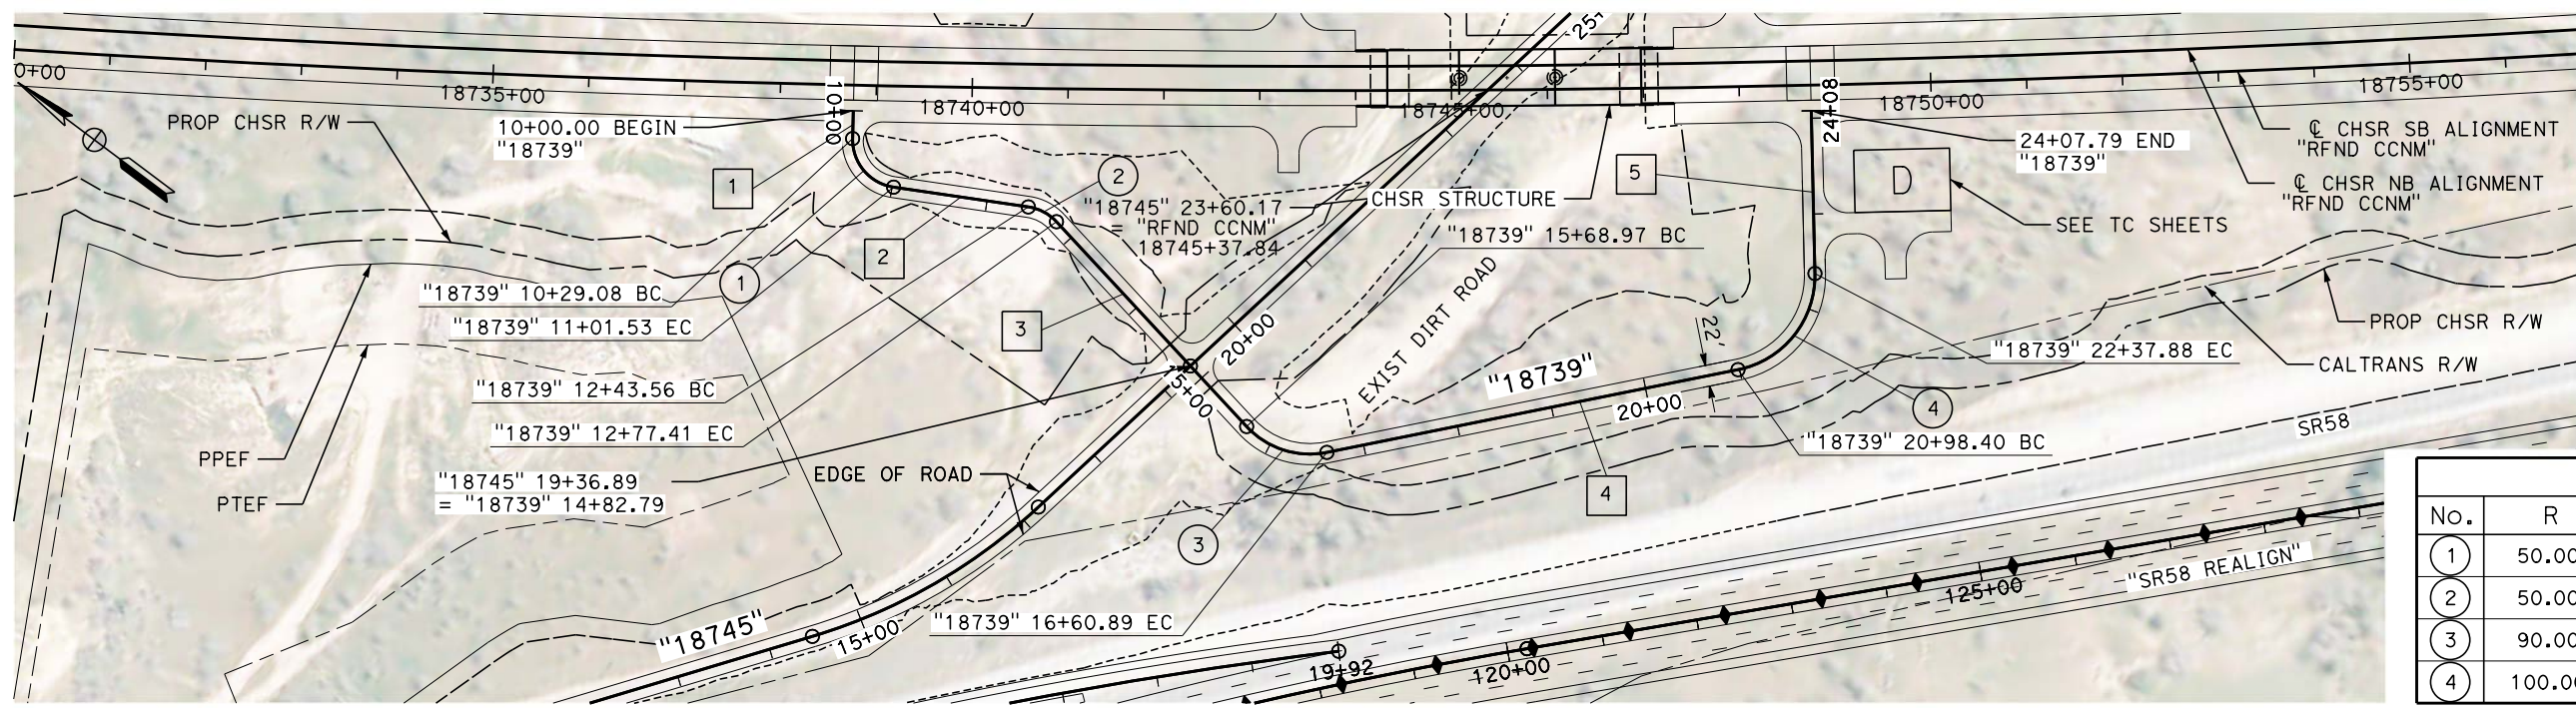 0+00
18735+00
10+00
18740+00
18745+00
25+
24+08
18750+00
18755+00
PROP CHSR R/W
10+00.00 BEGIN
"18739"
1
2
"18745" 23+60.17
= "RFND CCNM"
18745+37.84
CHSR STRUCTURE
5
D
24+07.79 END
"18739"
℄ CHSR SB ALIGNMENT
"RFND CCNM"
℄ CHSR NB ALIGNMENT
"RFND CCNM"
SEE TC SHEETS
"18739" 15+68.97 BC
2
1
"18739" 10+29.08 BC
"18739" 11+01.53 EC
3
20+00
EXIST DIRT ROAD
22'
"18739" 22+37.88 EC
PROP CHSR R/W
CALTRANS R/W
"18739" 12+43.56 BC
15+00
"18739"
20+00
4
SR58
"18739" 12+77.41 EC
"18739" 20+98.40 BC
PPEF
PTEF
"18745" 19+36.89
= "18739" 14+82.79
EDGE OF ROAD
4
3
"18739" 16+60.89 EC
"18745"
15+00
19+92
120+00
125+00
"SR58 REALIGN"
No. R
1 50.00
2 50.00
3 90.00
4 100.0